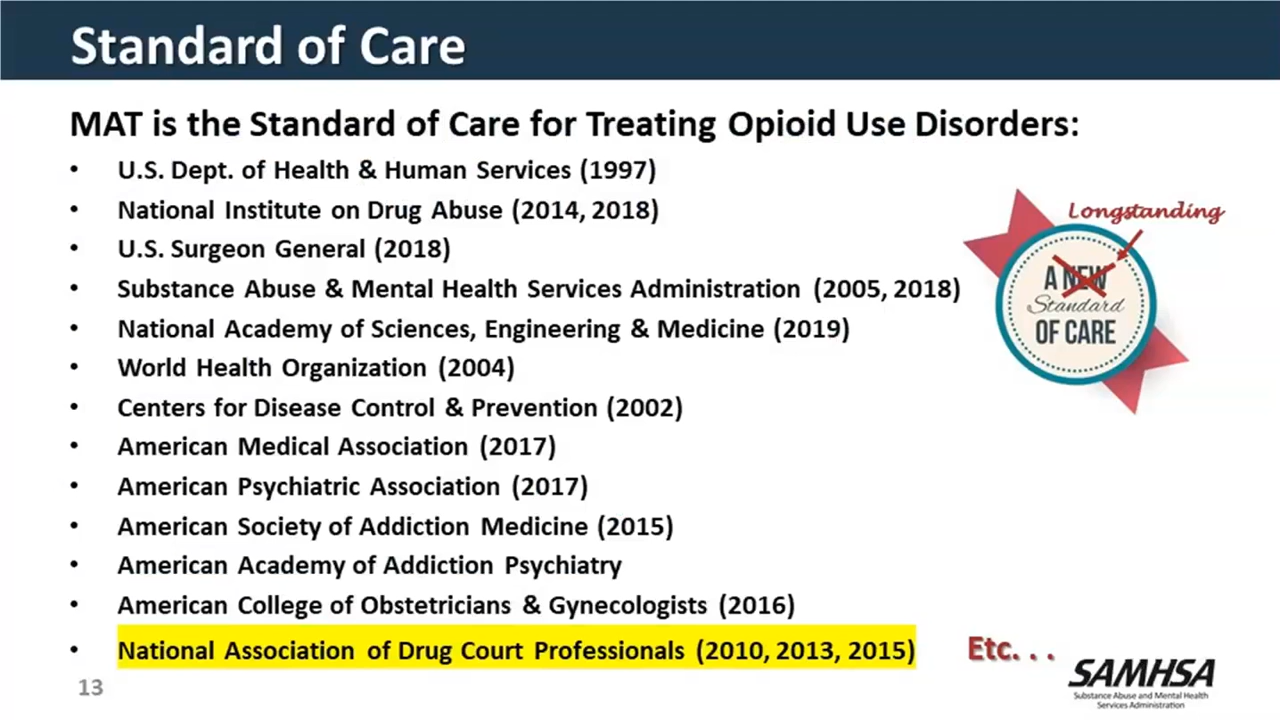 Standard of Care
MAT is the Standard of Care for Treating Opioid Use Disorders:
• U.S. Dept. of Health & Human Services (1997)
• National Institute on Drug Abuse (2014, 2018)
• U.S. Surgeon General (2018)
• Substance Abuse & Mental Health Services Administration (2005, 2018)
• National Academy of Sciences, Engineering & Medicine (2019)
• World Health Organization (2004)
• Centers for Disease Control & Prevention (2002)
• American Medical Association (2017)
• American Psychiatric Association (2017)
• American Society of Addiction Medicine (2015)
• American Academy of Addiction Psychiatry
• American College of Obstetricians & Gynecologists (2016)
• National Association of Drug Court Professionals (2010, 2013, 2015)
Etc. . .
Longstanding
A NEW
Standard
OF CARE
13
SAMHSA
Substance Abuse and Mental Health
Services Administration